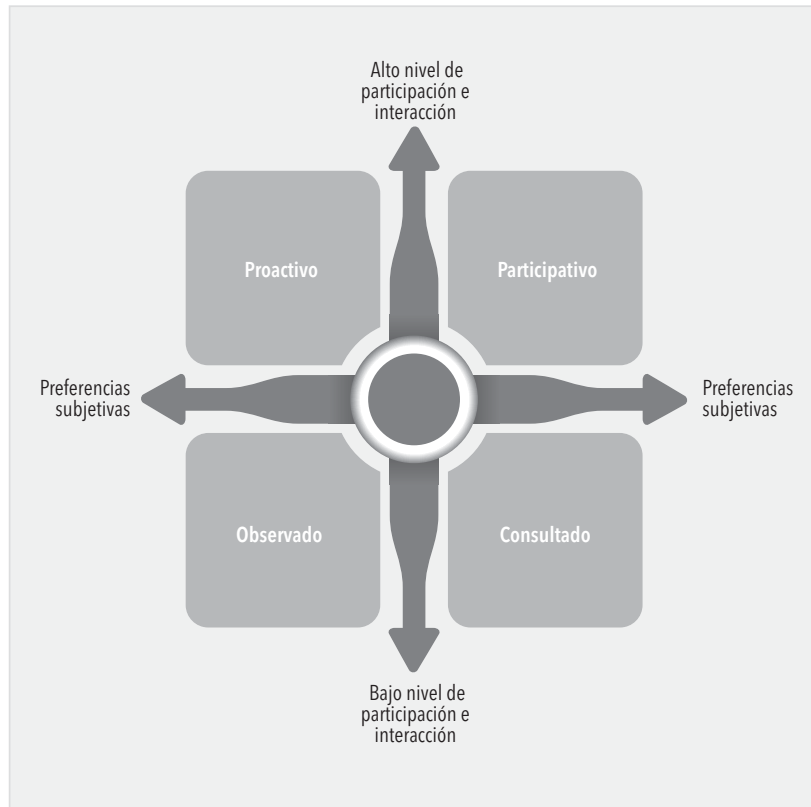 Alto nivel de
participación e
interacción
Proactivo
Participativo
Preferencias
subjetivas
Preferencias
subjetivas
Observado
Consultado
Bajo nivel de
participación e
interacción